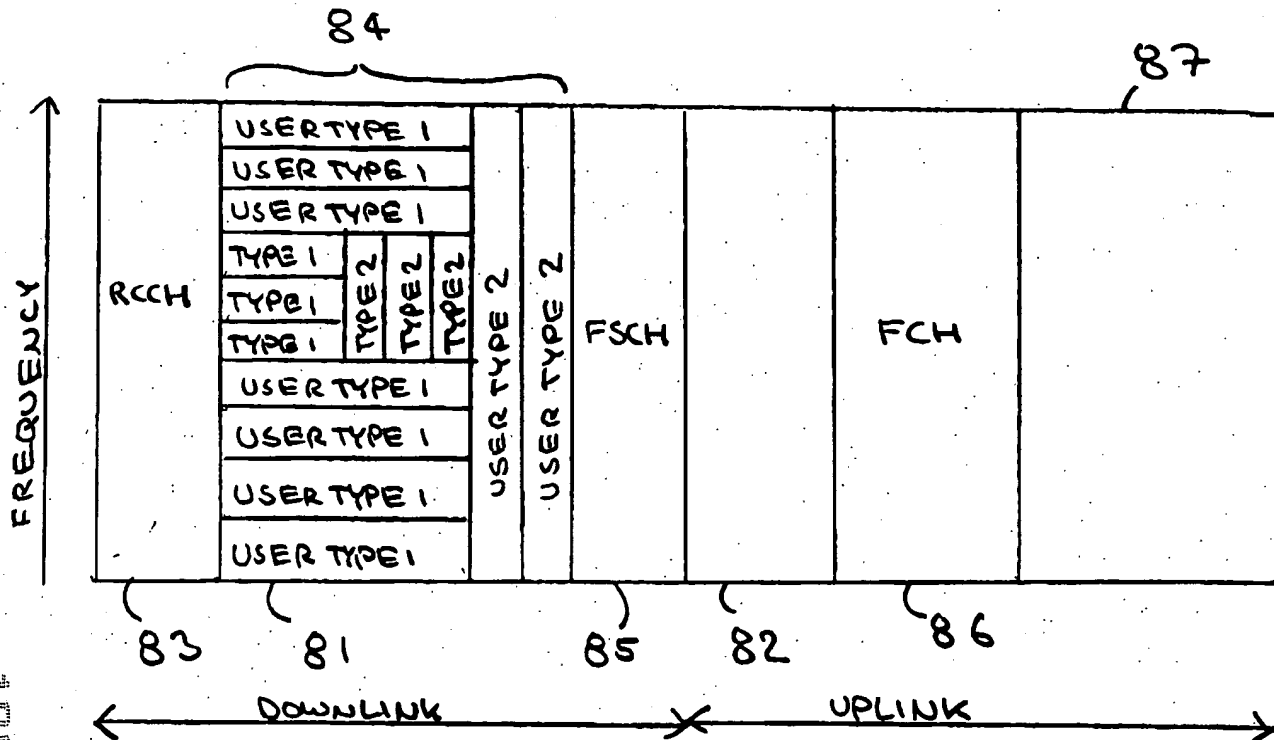 84
87
USER TYPE 1
USER TYPE 1
USER TYPE 1
TYPE 1
TYPE 1
TYPE 1
TYPE 2
TYPE 2
TYPE 2
USER TYPE 1
USER TYPE 1
USER TYPE 1
USER TYPE 1
USER TYPE 2
USER TYPE 2
RCCH
FSCH
FCH
FREQUENCY
83
81
85
82
86
DOWNLINK
UPLINK